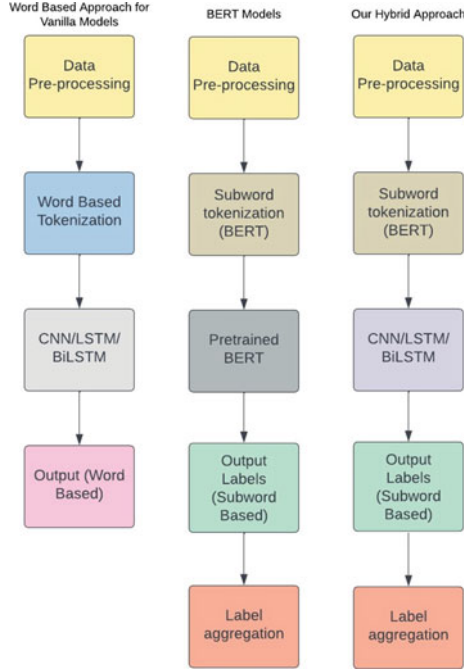 Word Based Approach for
Vanilla Models
Data
Pre-processing
Word Based
Tokenization
CNN/LSTM/
BiLSTM
Output (Word
Based)
BERT Models
Data
Pre-processing
Subword
tokenization
(BERT)
Pretrained
BERT
Output
Labels
(Subword
Based)
Label
aggregation
Our Hybrid Approach
Data
Pre-processing
Subword
tokenization
(BERT)
CNN/LSTM/
BiLSTM
Output
Labels
(Subword
Based)
Label
aggregation